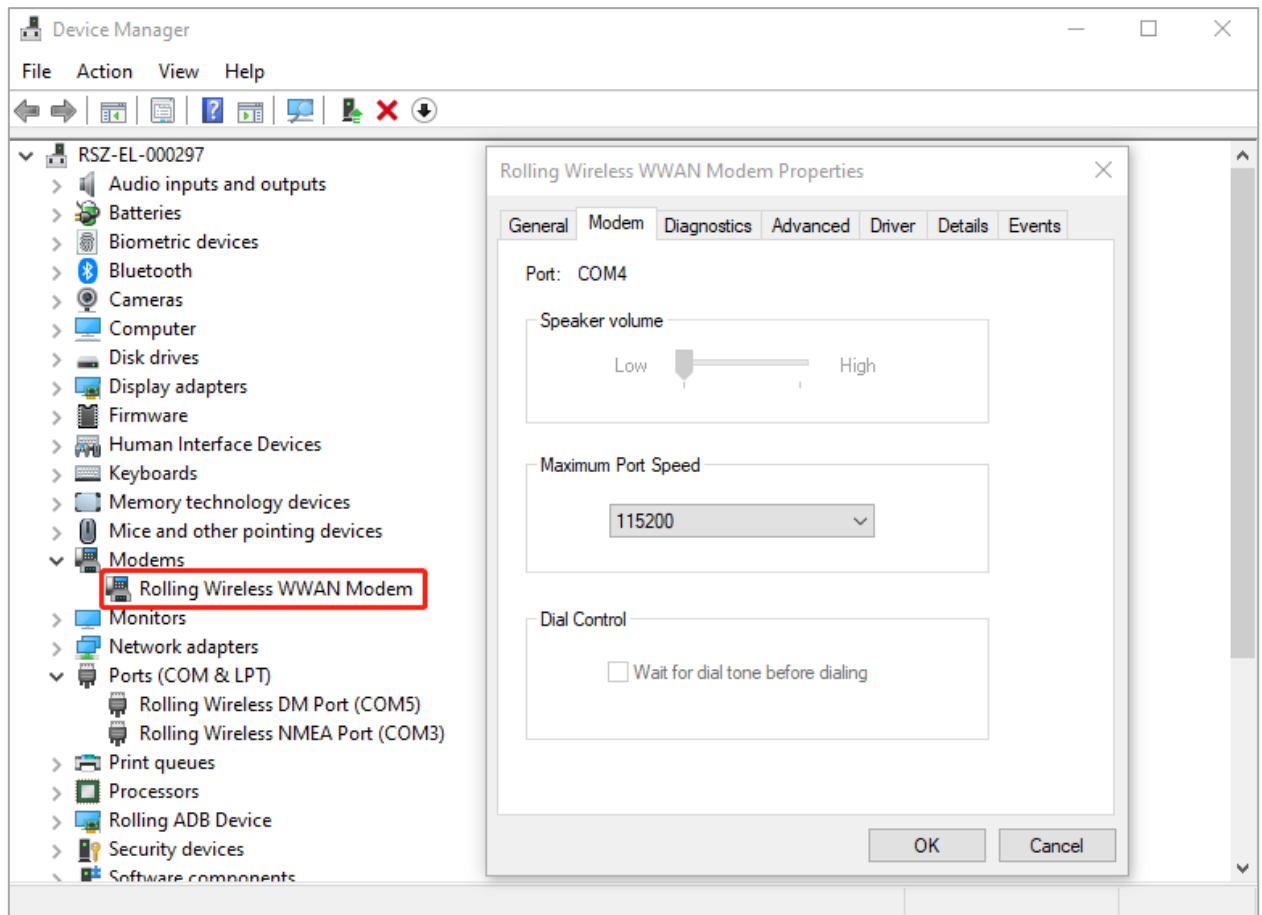 Device Manager
File Action View Help
RSZ-EL-000297
Audio inputs and outputs
Batteries
Biometric devices
Bluetooth
Cameras
Computer
Disk drives
Display adapters
Firmware
Human Interface Devices
Keyboards
Memory technology devices
Mice and other pointing devices
Modems
Rolling Wireless WWAN Modem
Monitors
Network adapters
Ports (COM & LPT)
Rolling Wireless DM Port (COM5)
Rolling Wireless NMEA Port (COM3)
Print queues
Processors
Rolling ADB Device
Security devices
Software components
Rolling Wireless WWAN Modem Properties
General Modem Diagnostics Advanced Driver Details Events
Port: COM4
Speaker volume
Low High
Maximum Port Speed
115200
Dial Control
Wait for dial tone before dialing
OK Cancel